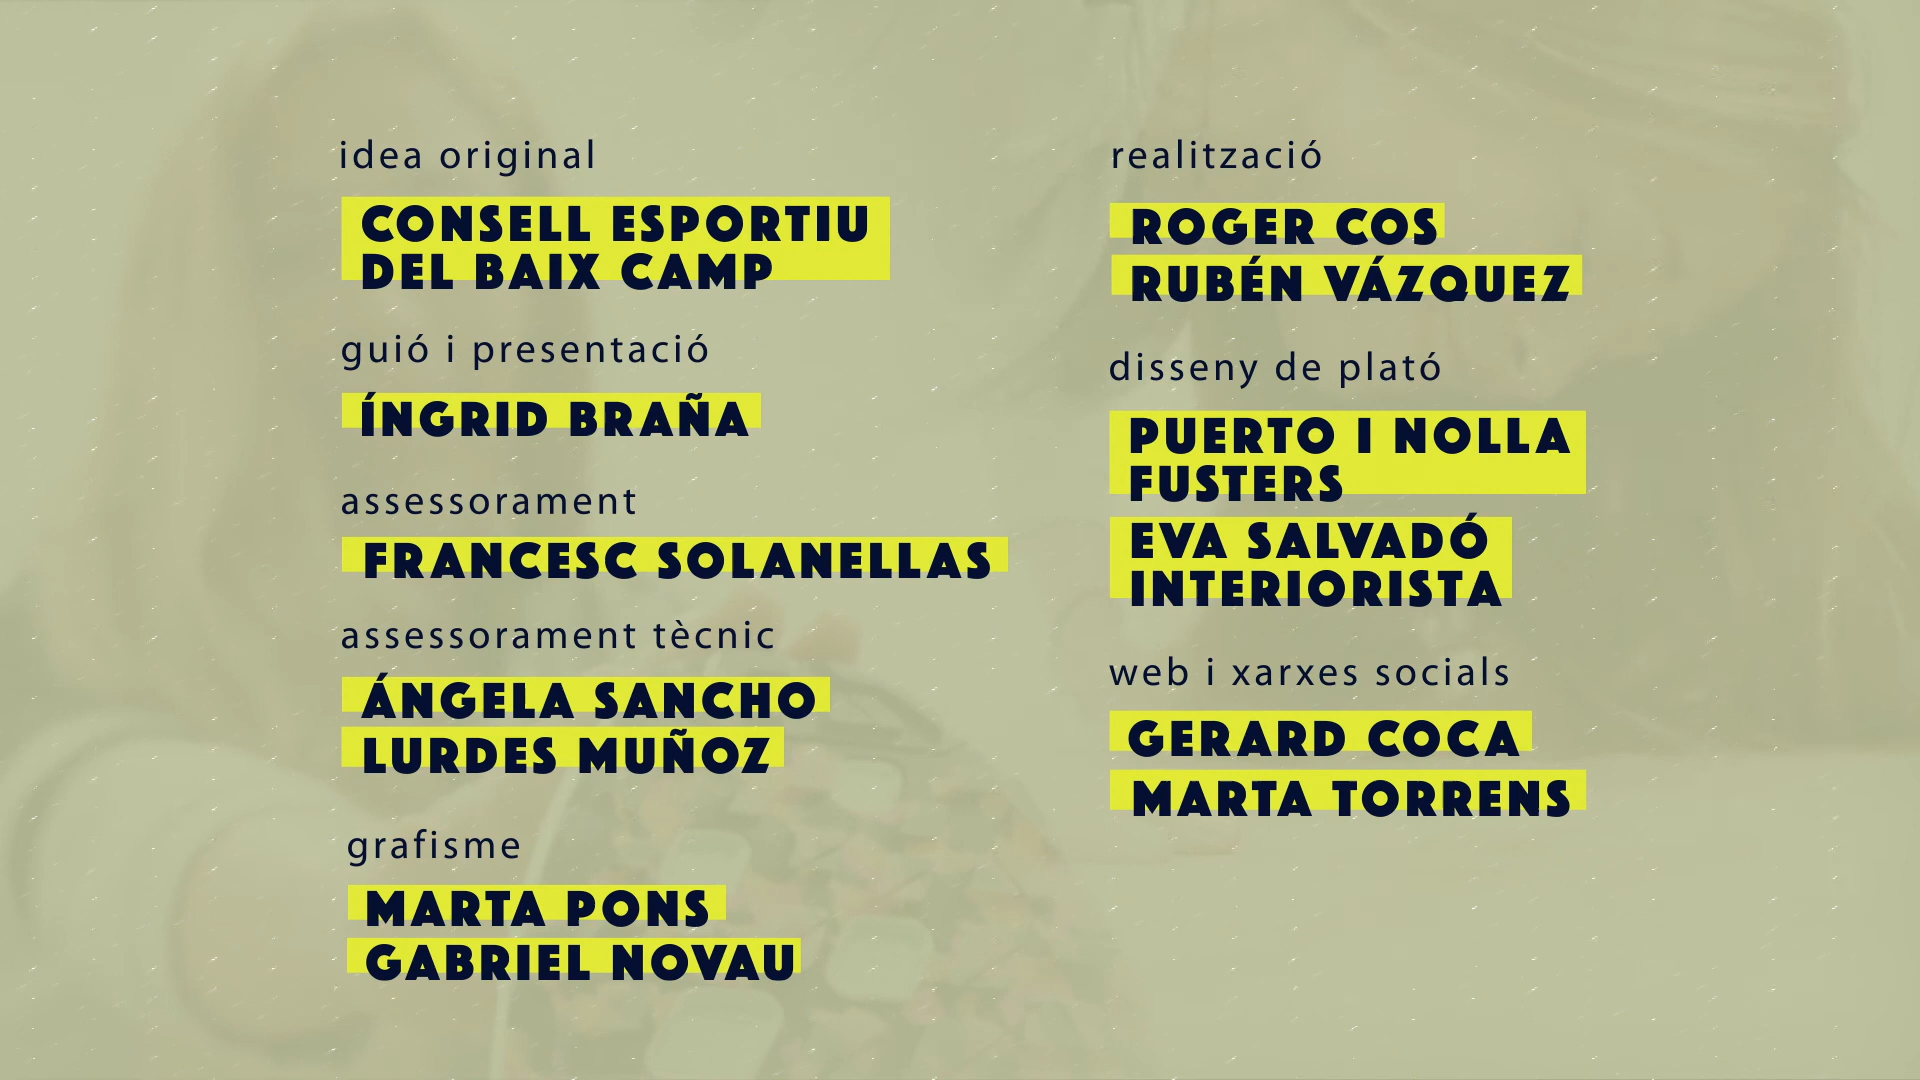 idea original
CONSELL ESPORTIU
DEL BAIX CAMP
guió i presentació
ÍNGRID BRAÑA
assessorament
FRANCESC SOLANELLAS
assessorament tècnic
ÁNGELA SANCHO
LURDES MUÑOZ
grafisme
MARTA PONS
GABRIEL NOVAU
realització
ROGER COS
RUBÉN VÁZQUEZ
disseny de plató
PUERTO I NOLLA
FUSTERS
EVA SALVADÓ
INTERIORISTA
web i xarxes socials
GERARD COCA
MARTA TORRENS